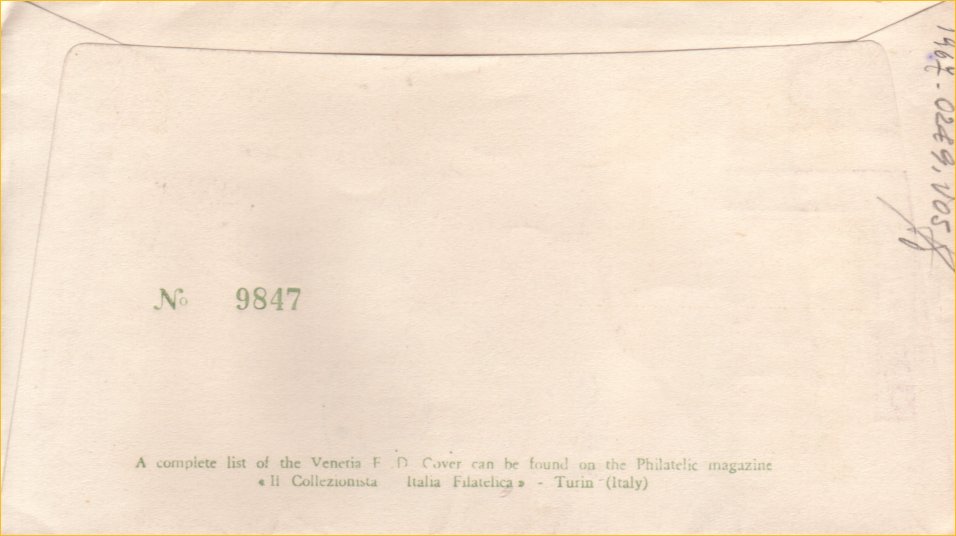 Nº 9847
A complete list of the Venetia F. D. Cover can be found on the Philatelic magazine
« Il Collezionista Italia Filatelica » - Turin (Italy)